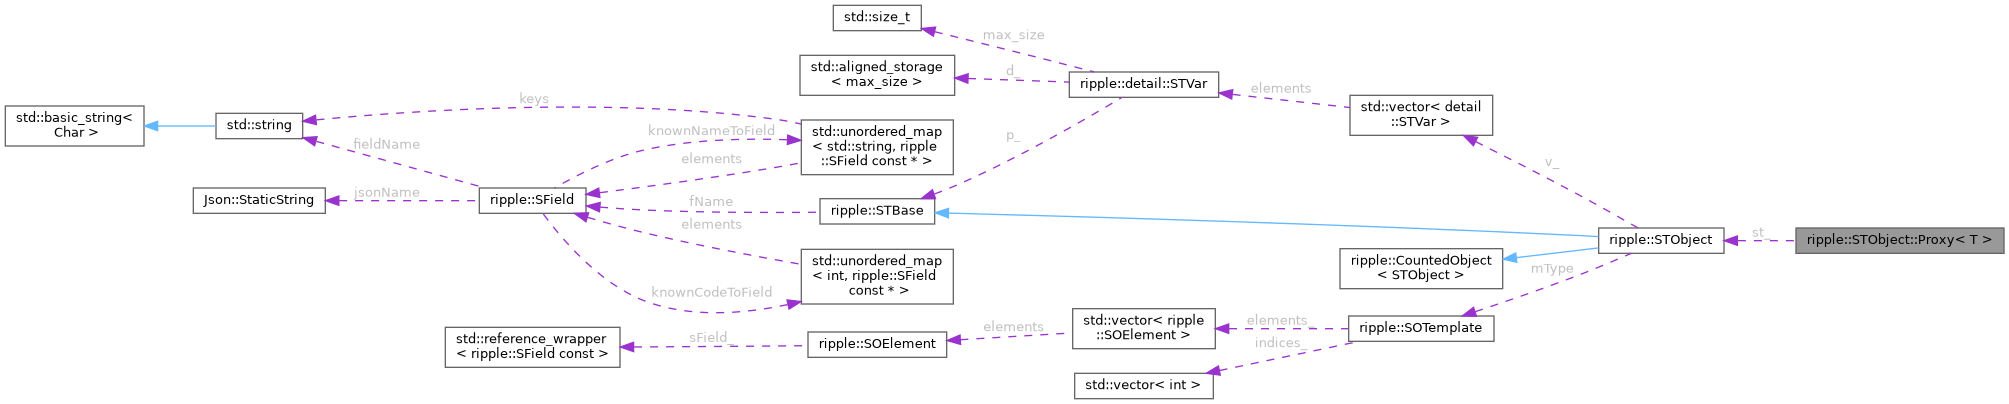 std::size_t
max_size
std::aligned_storage
< max_size >
d_
ripple::detail::STVar
elements
std::vector< detail
::STVar >
keys
std::basic_string<
Char >
std::string
knownNameToField
std::unordered_map
< std::string, ripple
::SField const * >
p_
fieldName
elements
v_
Json::StaticString
jsonName
ripple::SField
fName
ripple::STBase
elements
ripple::STObject
st_
ripple::STObject::Proxy< T >
std::unordered_map
< int, ripple::SField
const * >
ripple::CountedObject
< STObject >
mType
knownCodeToField
std::reference_wrapper
< ripple::SField const >
sField_
ripple::SOElement
elements
std::vector< ripple
::SOElement >
elements_
ripple::SOTemplate
indices_
std::vector< int >